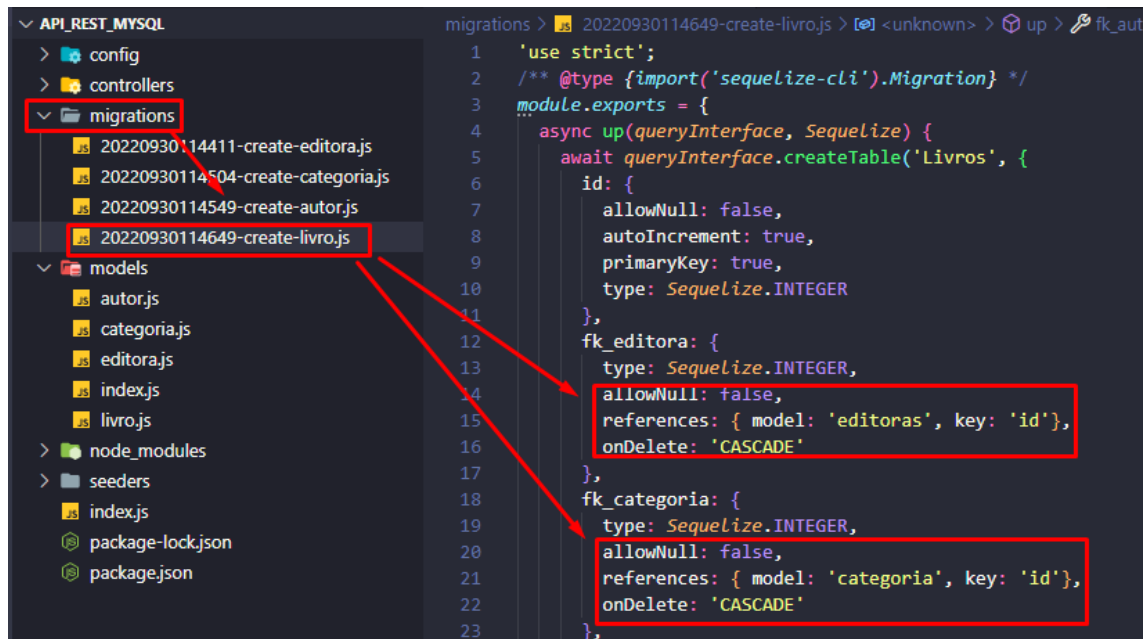 API_REST_MYSQL
config
controllers
migrations
20220930114411-create-editora.js
20220930114504-create-categoria.js
20220930114549-create-autor.js
20220930114649-create-livro.js
models
autor.js
categoria.js
editora.js
index.js
livro.js
node_modules
seeders
index.js
package-lock.json
package.json
migrations > JS 20220930114649-create-livro.js > <unknown> > up > fk_aut
1 'use strict';
2 /** @type {import('sequelize-cli').Migration} */
3 module.exports = {
4 async up(queryInterface, Sequelize) {
5 await queryInterface.createTable('Livros', {
6 id: {
7 allowNull: false,
8 autoIncrement: true,
9 primaryKey: true,
10 type: Sequelize.INTEGER
11 },
12 fk_editora: {
13 type: Sequelize.INTEGER,
14 allowNull: false,
15 references: { model: 'editoras', key: 'id'},
16 onDelete: 'CASCADE'
17 },
18 fk_categoria: {
19 type: Sequelize.INTEGER,
20 allowNull: false,
21 references: { model: 'categoria', key: 'id'},
22 onDelete: 'CASCADE'
23 },